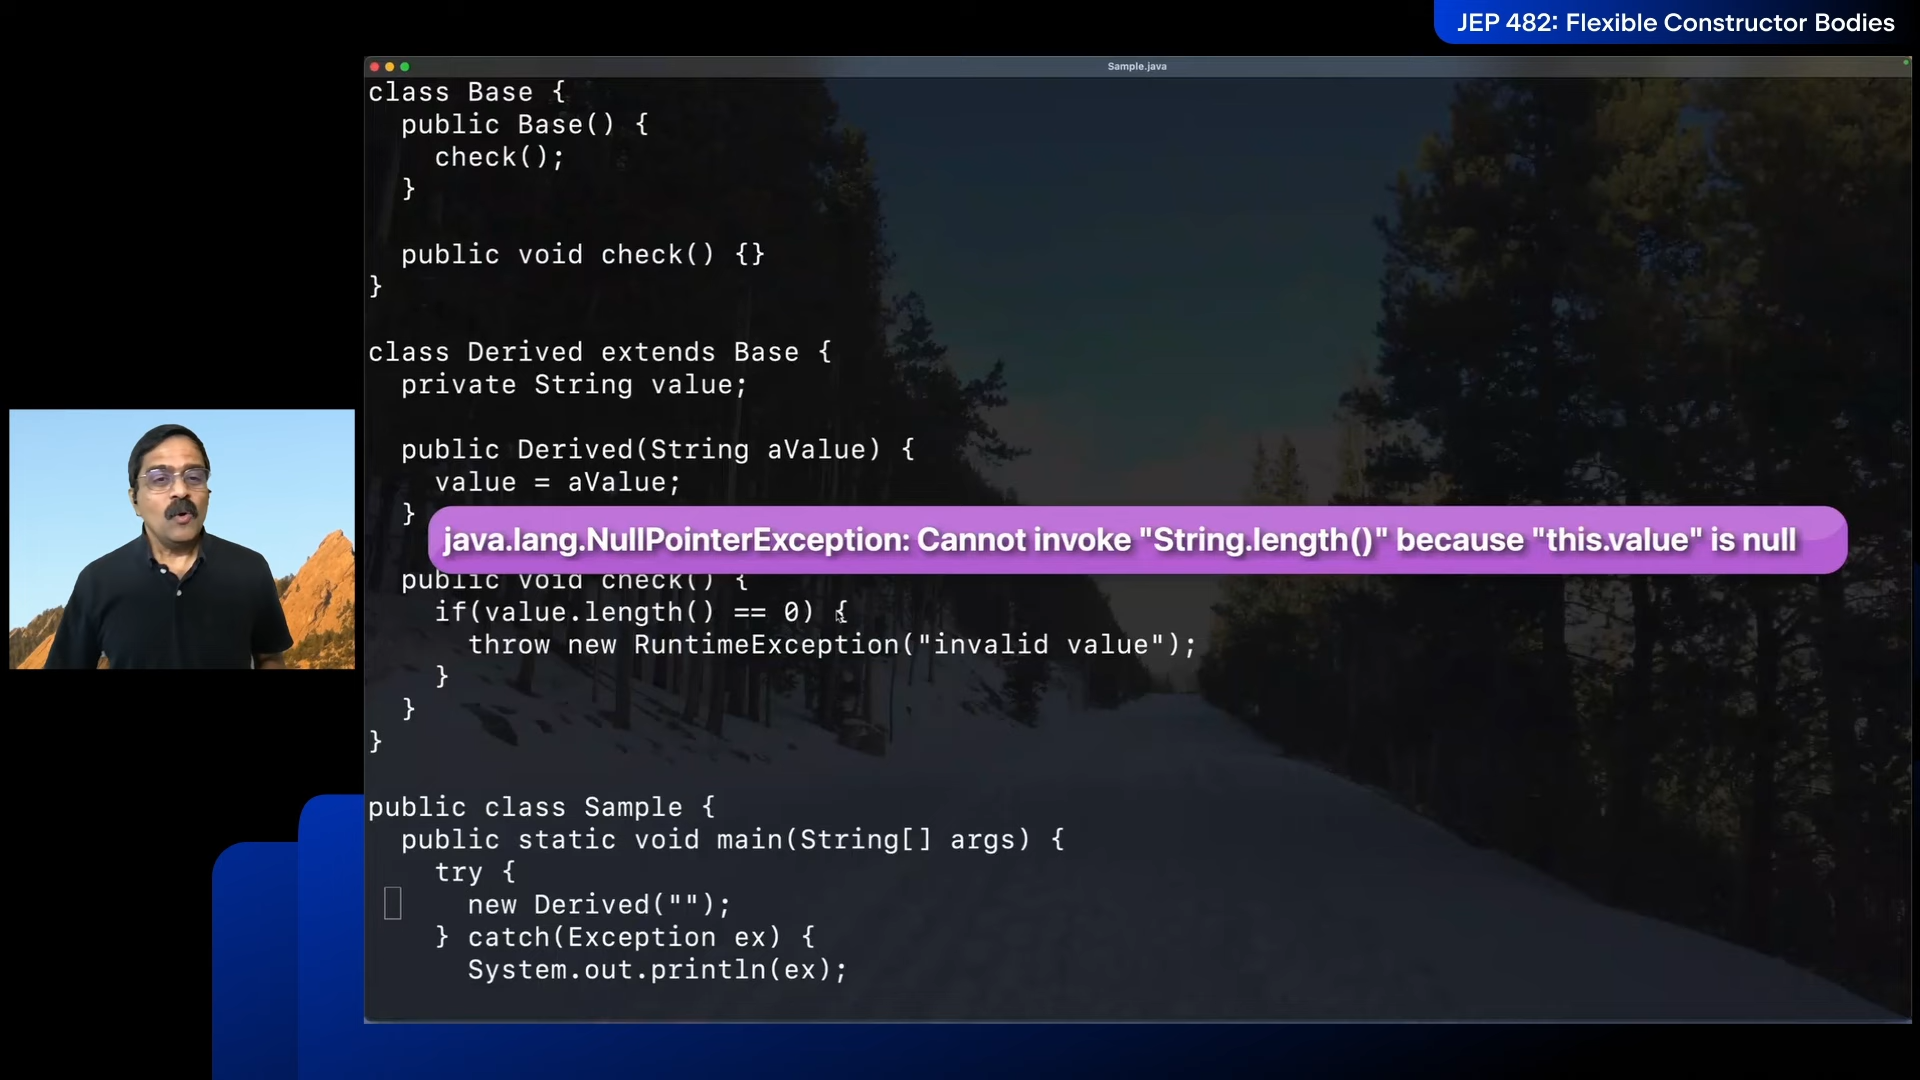 JEP 482: Flexible Constructor Bodies
Sample.java
class Base {
  public Base() {
    check();
  }
  public void check() {}
}
class Derived extends Base {
  private String value;
  public Derived(String aValue) {
    value = aValue;
  }
java.lang.NullPointerException: Cannot invoke "String.length()" because "this.value" is null
  public void check() {
    if(value.length() == 0) {
      throw new RuntimeException("invalid value");
    }
  }
}
public class Sample {
  public static void main(String[] args) {
    try {
      new Derived("");
    } catch(Exception ex) {
      System.out.println(ex);